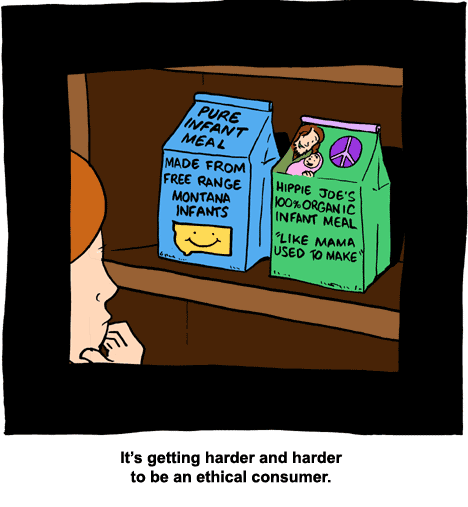 PURE
INFANT
MEAL
MADE FROM
FREE RANGE
MONTANA
INFANTS
HIPPIE JOE'S
100% ORGANIC
INFANT MEAL
"LIKE MAMA
USED TO MAKE"
It's getting harder and harder
to be an ethical consumer.